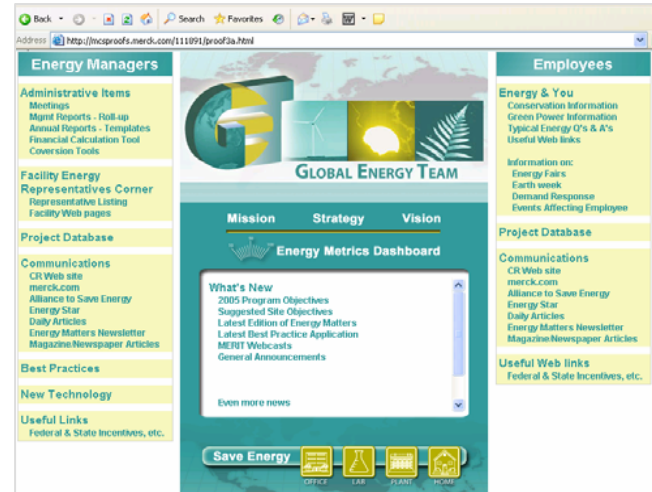 Back
Search
Favorites
Address http://mcsproofs.merck.com/111091/proof3a.html
Energy Managers
Administrative Items
Meetings
Mgmt Reports - Roll-up
Annual Reports - Templates
Financial Calculation Tool
Coversion Tools
Facility Energy
Representatives Corner
Representative Listing
Facility Web pages
Project Database
Communications
CR Web site
merck.com
Alliance to Save Energy
Energy Star
Daily Articles
Energy Matters Newsletter
Magazine/Newspaper Articles
Best Practices
New Technology
Useful Links
Federal & State Incentives, etc.
GET
GLOBAL ENERGY TEAM
Mission Strategy Vision
Energy Metrics Dashboard
What's New
2005 Program Objectives
Suggested Site Objectives
Latest Edition of Energy Matters
Latest Best Practice Application
MERIT Webcasts
General Announcements
Even more news
Save Energy
OFFICE LAB PLANT HOME
Employees
Energy & You
Conservation Information
Green Power Information
Typical Energy Q's & A's
Useful Web links
Information on:
Energy Fairs
Earth week
Demand Response
Events Affecting Employee
Project Database
Communications
CR Web site
merck.com
Alliance to Save Energy
Energy Star
Daily Articles
Energy Matters Newsletter
Magazine/Newspaper Articles
Useful Web links
Federal & State Incentives, etc.